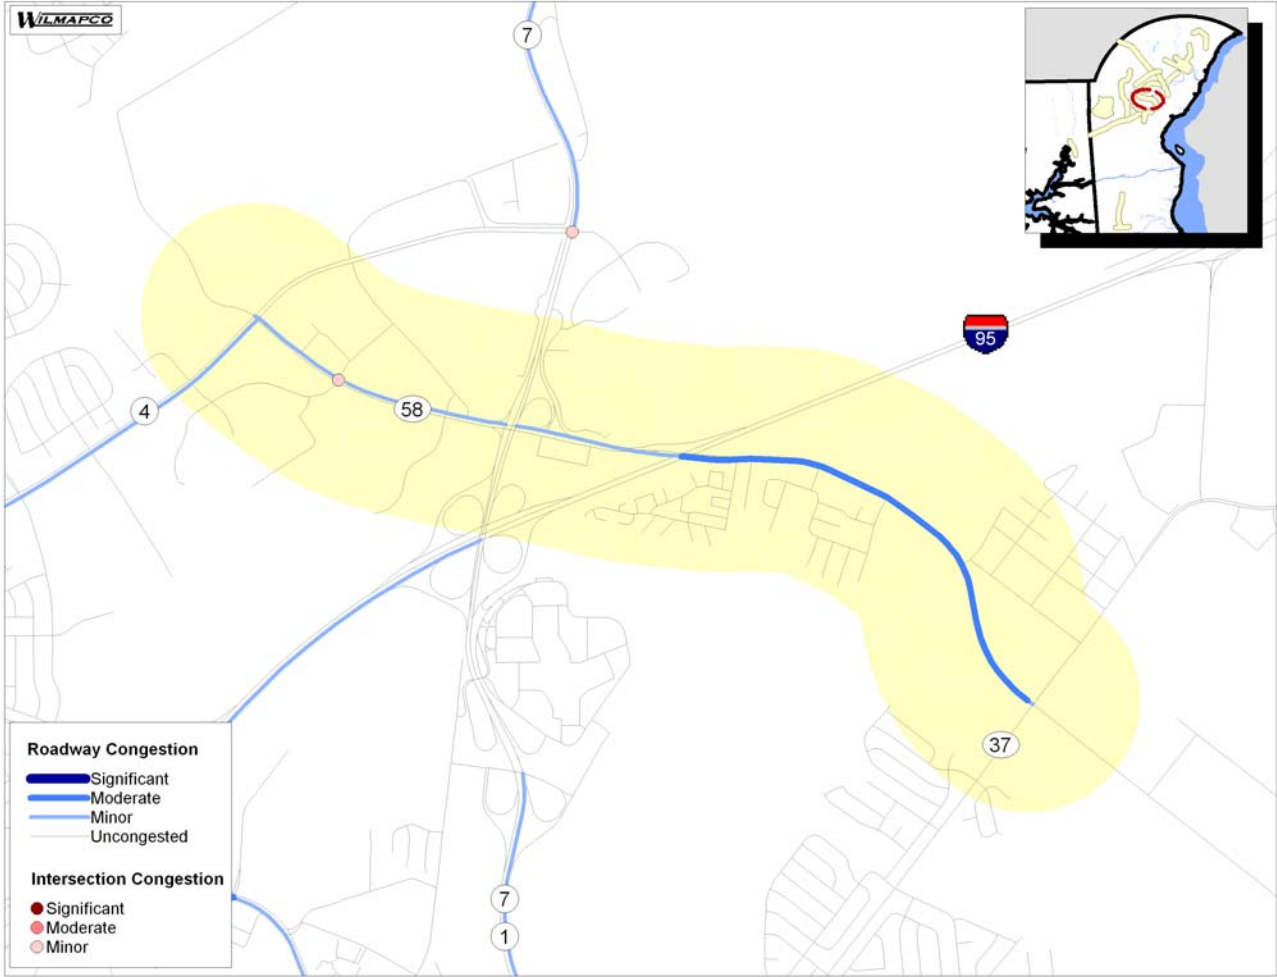 WILMAPCO
7
95
4
58
37
Roadway Congestion
Significant
Moderate
Minor
Uncongested
Intersection Congestion
Significant
Moderate
Minor
7
1